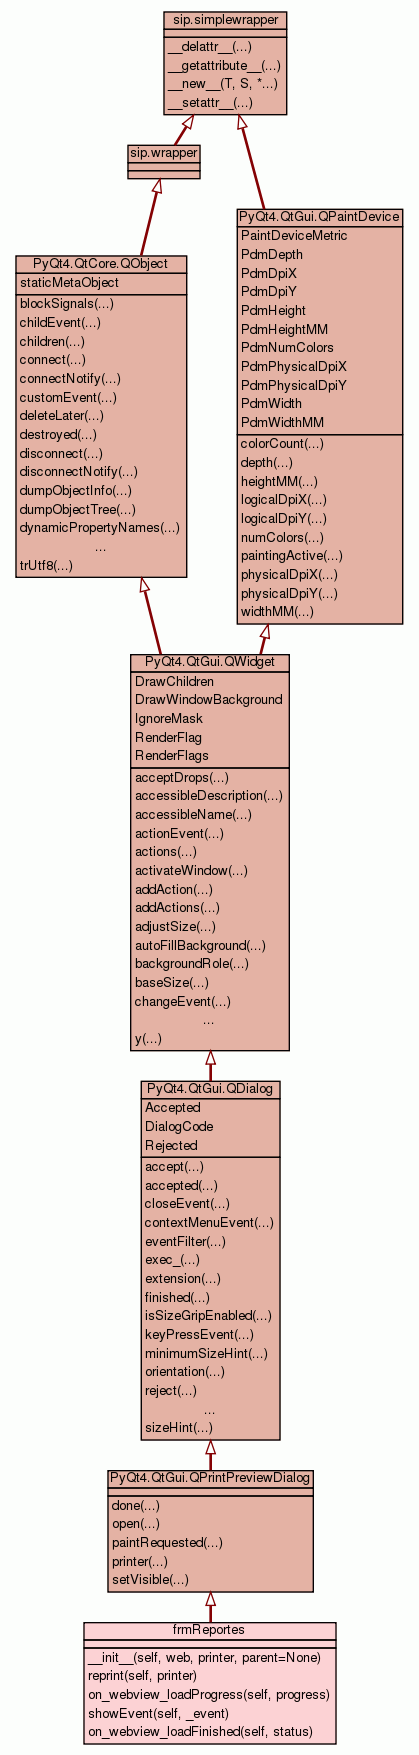 sip.simplewrapper
__delattr__(...)
__getattribute__(...)
__new__(T, S, *...)
__setattr__(...)
sip.wrapper
PyQt4.QtGui.QPaintDevice
PaintDeviceMetric
PdmDepth
PdmDpiX
PdmDpiY
PdmHeight
PdmHeightMM
PdmNumColors
PdmPhysicalDpiX
PdmPhysicalDpiY
PdmWidth
PdmWidthMM
colorCount(...)
depth(...)
heightMM(...)
logicalDpiX(...)
logicalDpiY(...)
numColors(...)
paintingActive(...)
physicalDpiX(...)
physicalDpiY(...)
widthMM(...)
PyQt4.QtCore.QObject
staticMetaObject
blockSignals(...)
childEvent(...)
children(...)
connect(...)
connectNotify(...)
customEvent(...)
deleteLater(...)
destroyed(...)
disconnect(...)
disconnectNotify(...)
dumpObjectInfo(...)
dumpObjectTree(...)
dynamicPropertyNames(...)
...
trUtf8(...)
PyQt4.QtGui.QWidget
DrawChildren
DrawWindowBackground
IgnoreMask
RenderFlag
RenderFlags
acceptDrops(...)
accessibleDescription(...)
accessibleName(...)
actionEvent(...)
actions(...)
activateWindow(...)
addAction(...)
addActions(...)
adjustSize(...)
autoFillBackground(...)
backgroundRole(...)
baseSize(...)
changeEvent(...)
...
y(...)
PyQt4.QtGui.QDialog
Accepted
DialogCode
Rejected
accept(...)
accepted(...)
closeEvent(...)
contextMenuEvent(...)
eventFilter(...)
exec_(...)
extension(...)
finished(...)
isSizeGripEnabled(...)
keyPressEvent(...)
minimumSizeHint(...)
orientation(...)
reject(...)
...
sizeHint(...)
PyQt4.QtGui.QPrintPreviewDialog
done(...)
open(...)
paintRequested(...)
printer(...)
setVisible(...)
frmReportes
__init__(self, web, printer, parent=None)
reprint(self, printer)
on_webview_loadProgress(self, progress)
showEvent(self, _event)
on_webview_loadFinished(self, status)